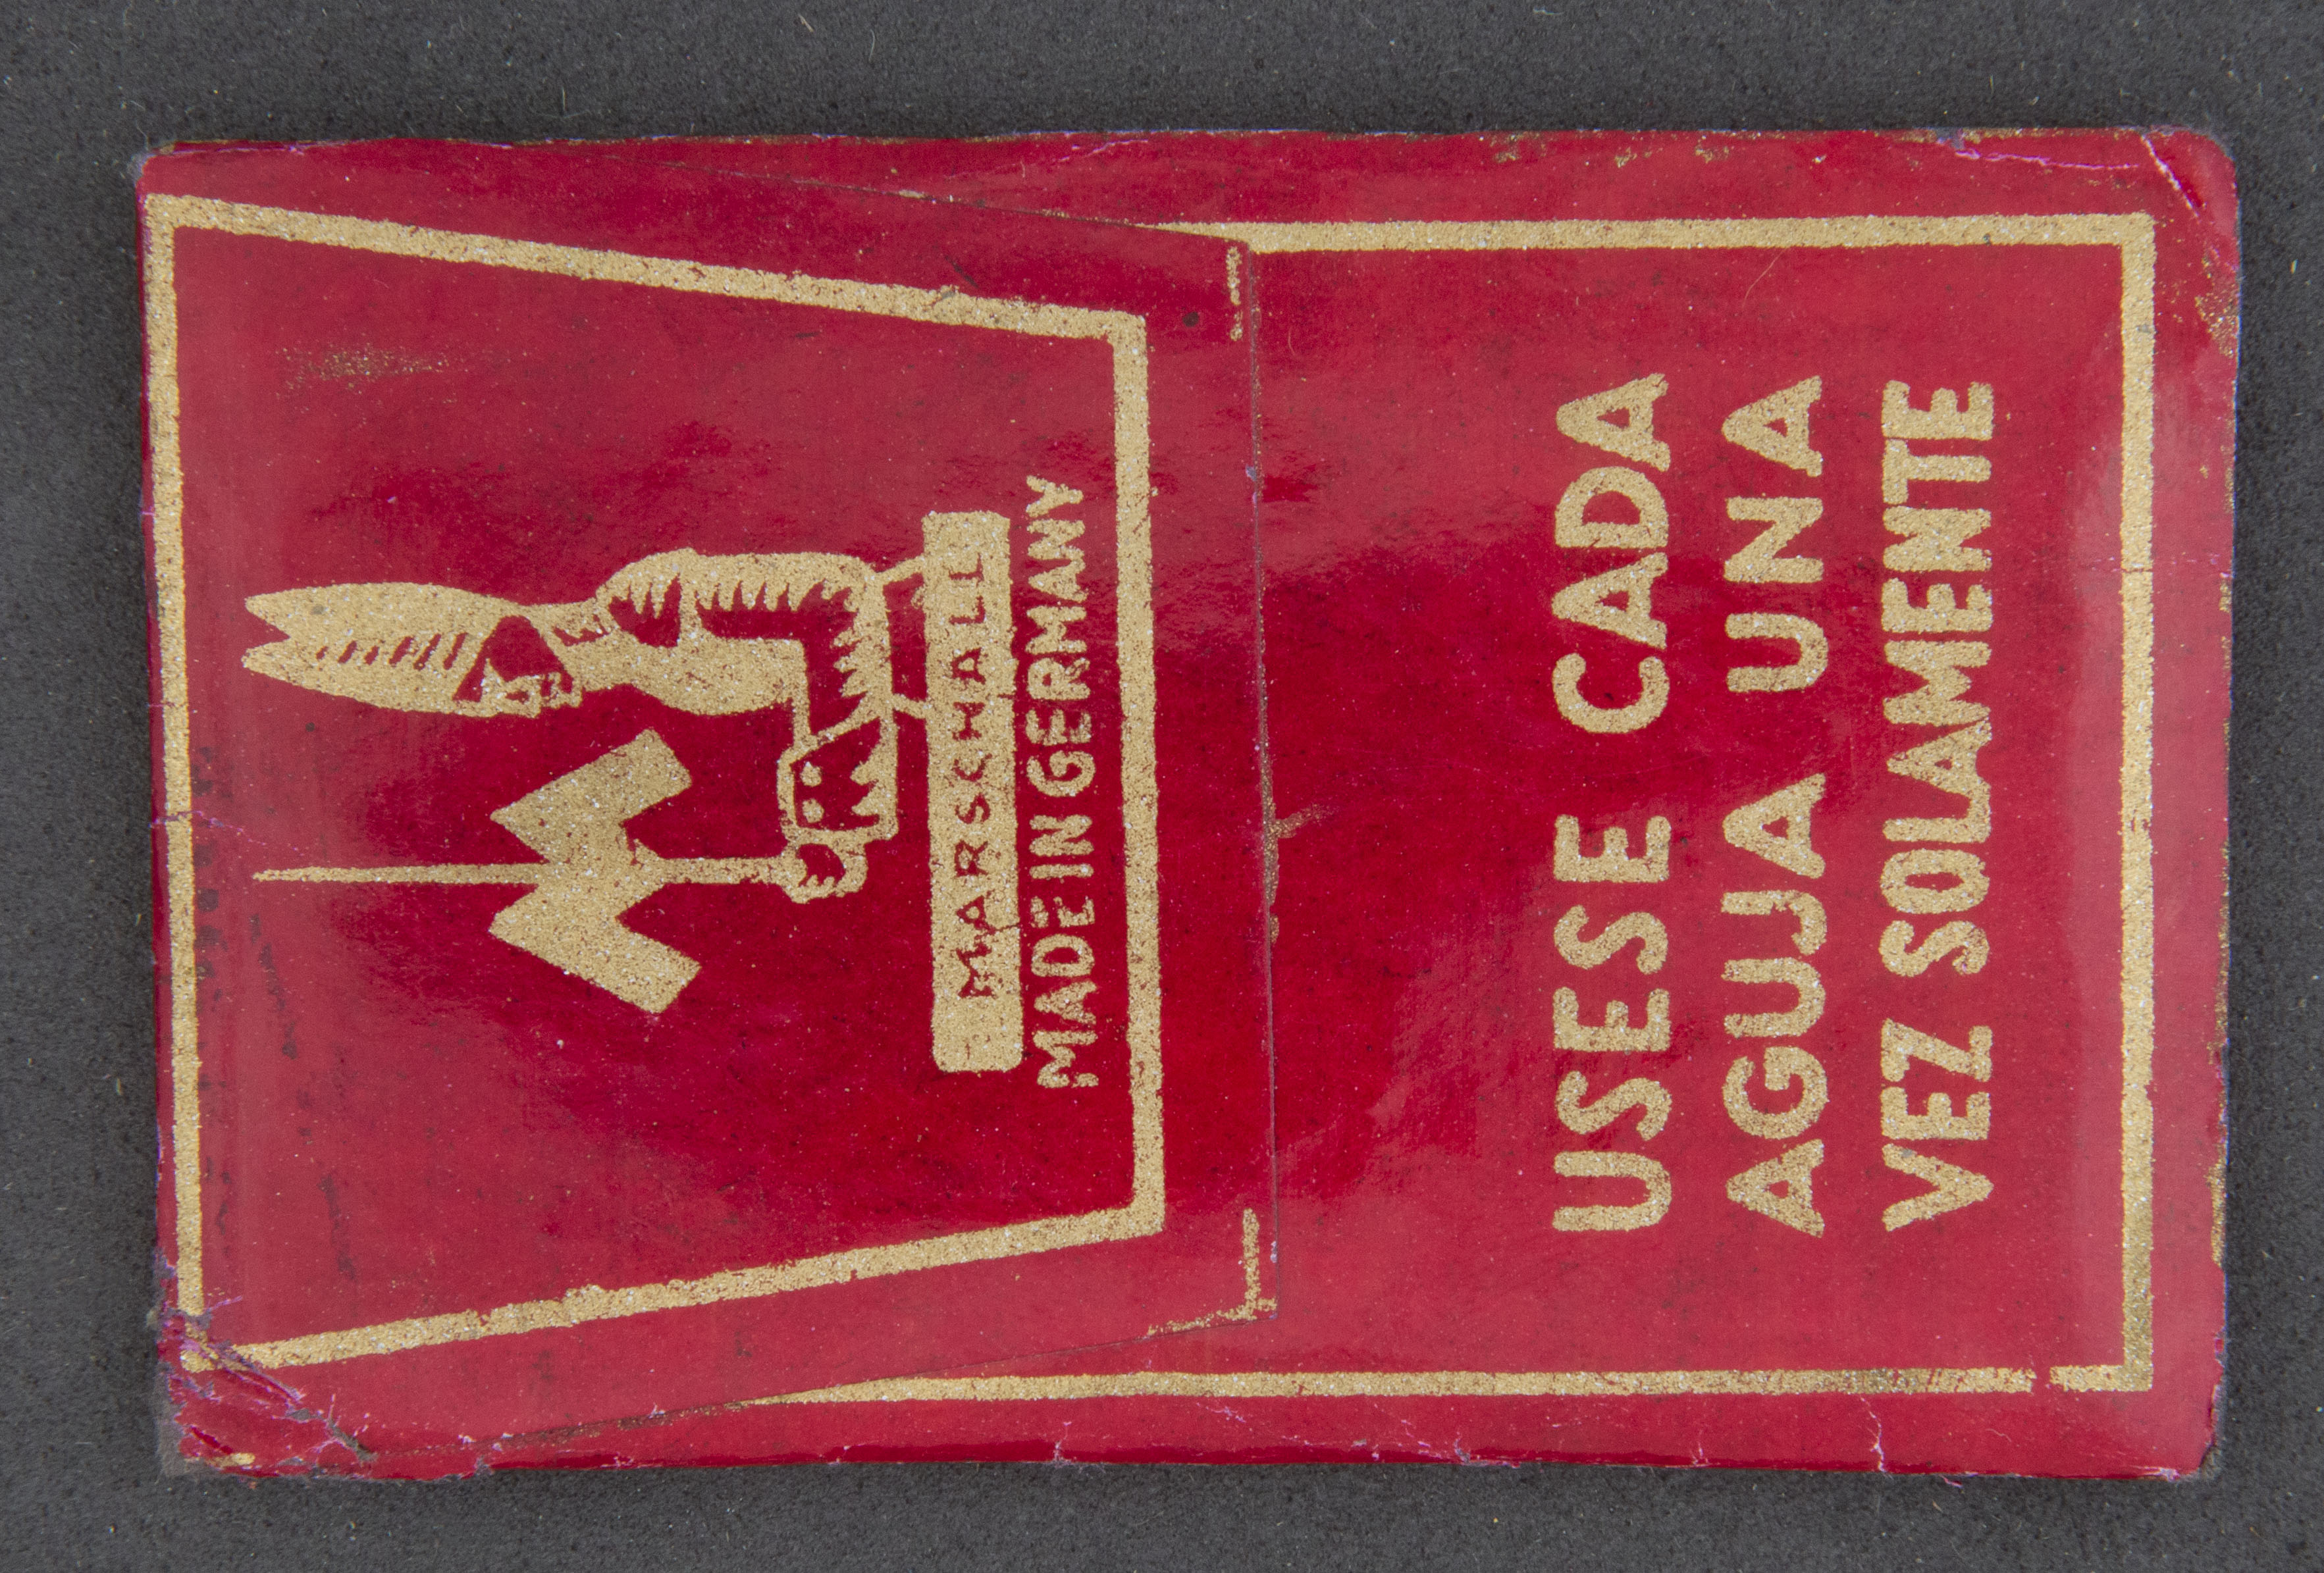 M
MARSCHALL
MADE IN GERMANY
USESE CADA
AGUJA UNA
VEZ SOLAMENTE